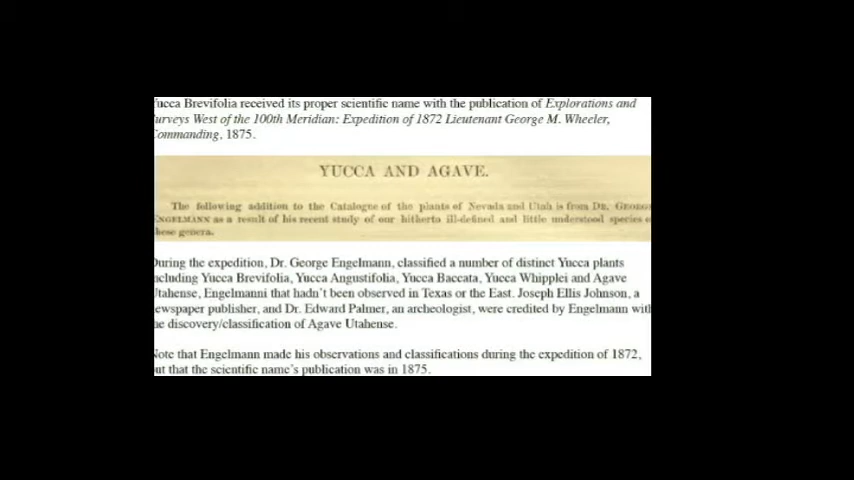 ucca Brevifolia received its proper scientific name with the publication of Explorations and
urveys West of the 100th Meridian: Expedition of 1872 Lieutenant George M. Wheeler,
ommanding, 1875.
YUCCA AND AGAVE.
The following addition to the Catalogue of the plants of Nevada and Utah is from DR. GEORG
ENGELMANN as a result of his recent study of our hitherto ill-defined and little understood species o
hese genera.
During the expedition, Dr. George Engelmann, classified a number of distinct Yucca plants
ncluding Yucca Brevifolia, Yucca Angustifolia, Yucca Baccata, Yucca Whipplei and Agave
Utahense, Engelmanni that hadn't been observed in Texas or the East. Joseph Ellis Johnson, a
ewspaper publisher, and Dr. Edward Palmer, an archeologist, were credited by Engelmann with
he discovery/classification of Agave Utahense.
Note that Engelmann made his observations and classifications during the expedition of 1872,
ut that the scientific name's publication was in 1875.